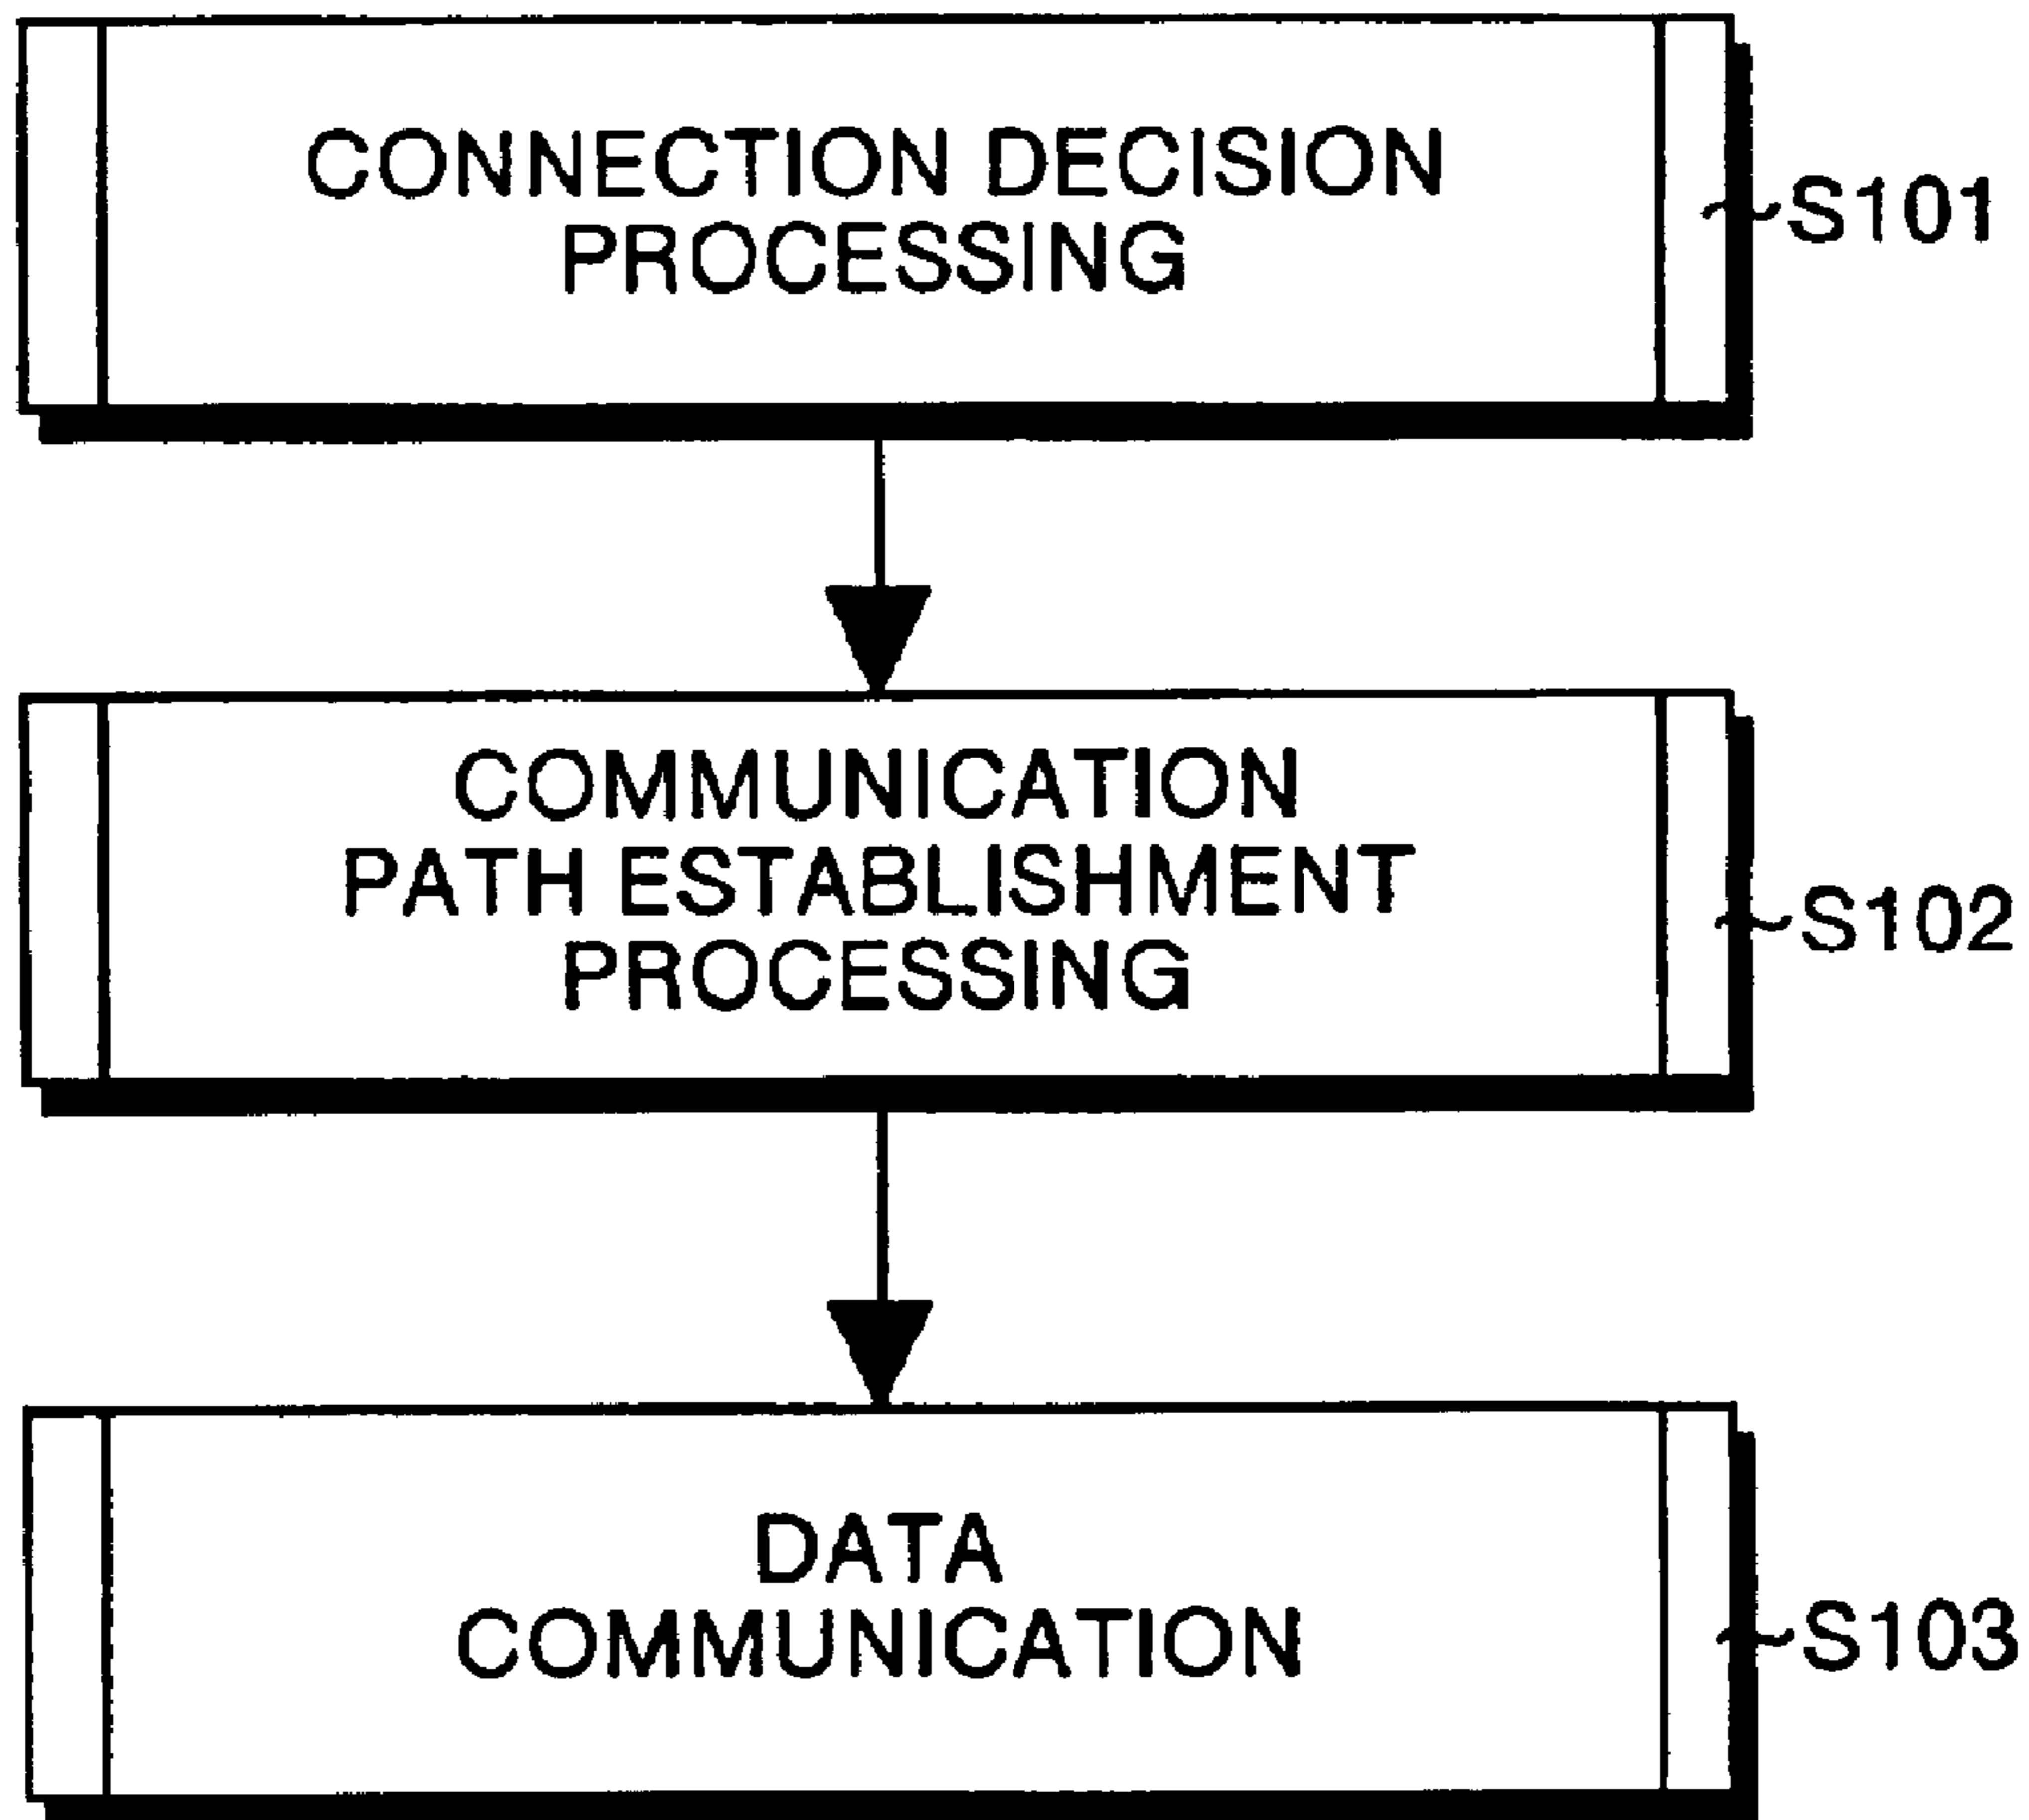 CONNECTION DECISION
PROCESSING
S101
COMMUNICATION
PATH ESTABLISHMENT
PROCESSING
S102
DATA
COMMUNICATION
S103